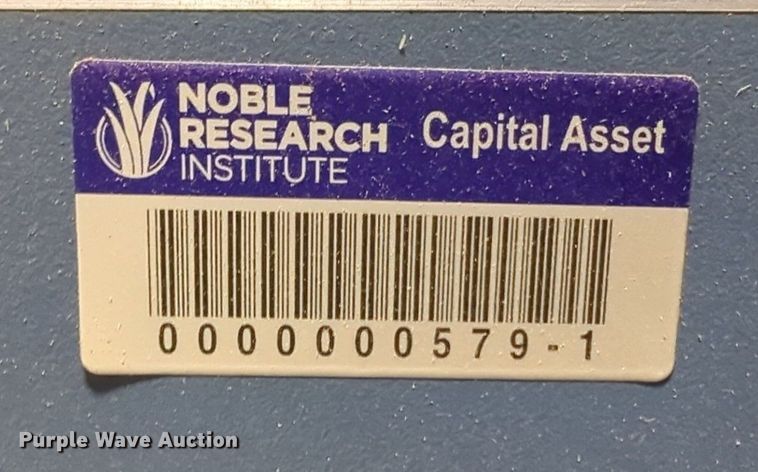 NOBLE
RESEARCH
INSTITUTE
Capital Asset
0000000579-1
Purple Wave Auction